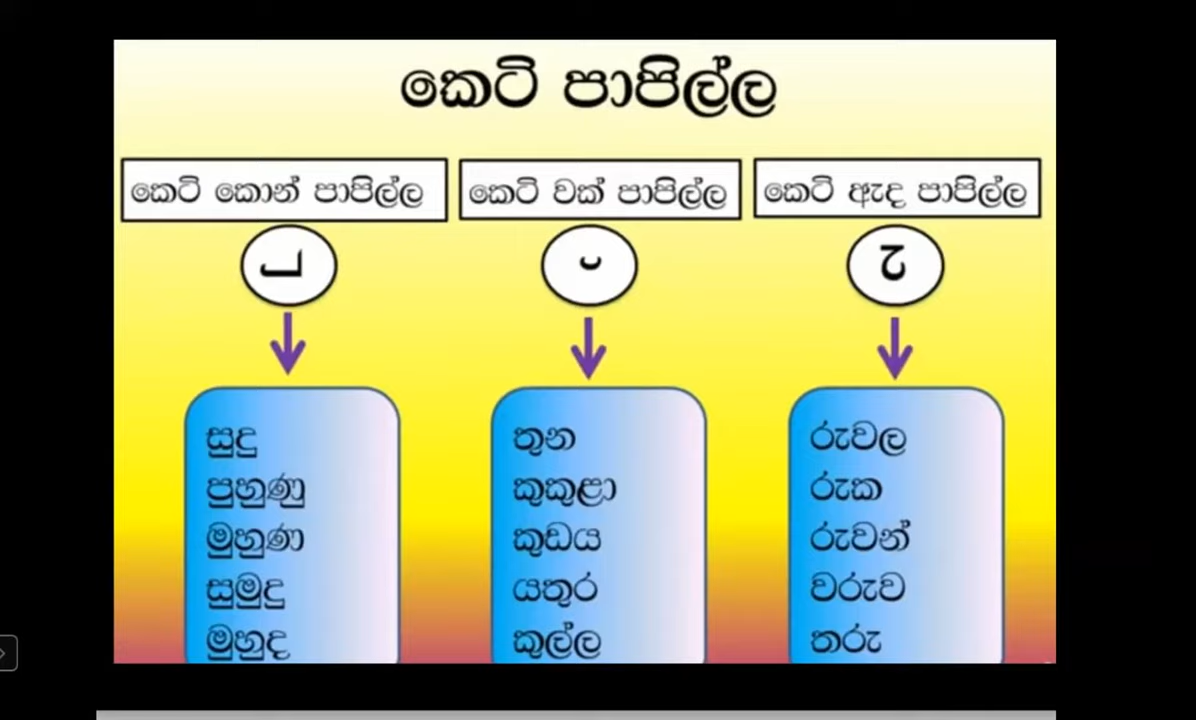 කෙටි පාපිල්ල
කෙටි කොන් පාපිල්ල
කෙටි වක් පාපිල්ල
කෙටි ඇද පාපිල්ල
සුදු
පුහුණු
මුහුණ
සුමුදු
මුහුද
තුන
කුකුළා
කුඩය
යතුර
කුල්ල
රුවල
රුක
රුවන්
වරුව
තරු